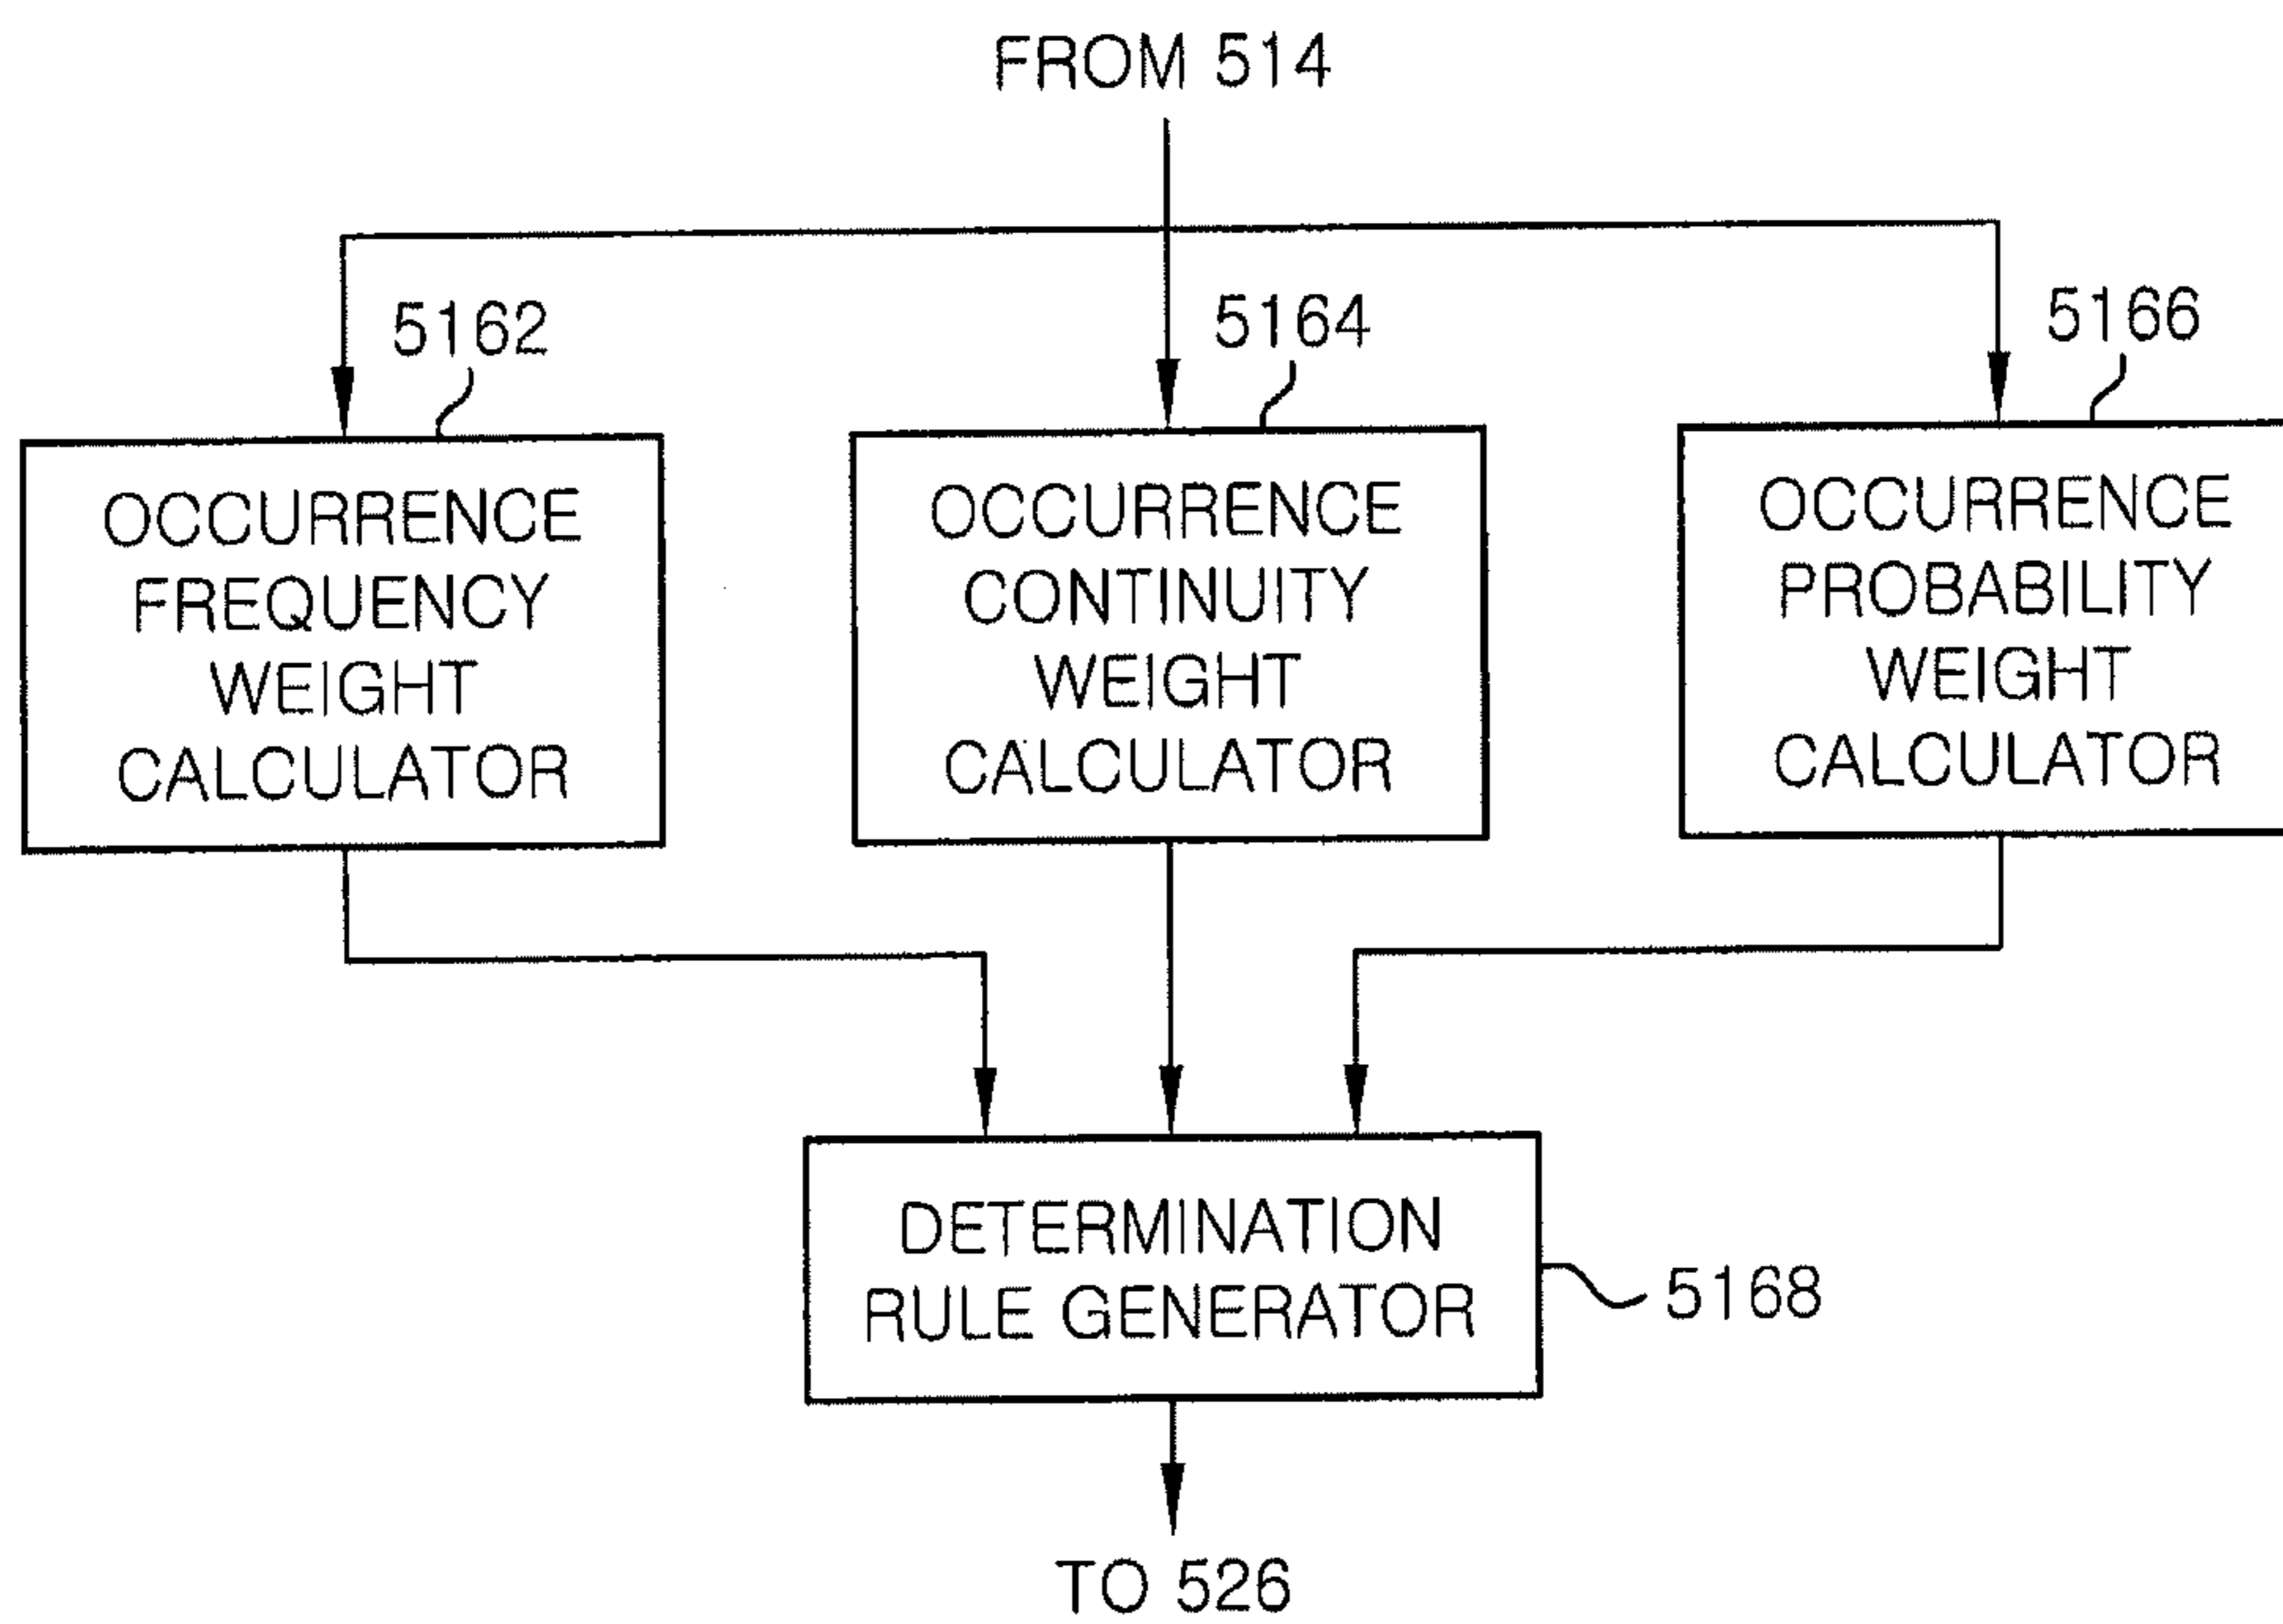 FROM 514
5162
OCCURRENCE
FREQUENCY
WEIGHT
CALCULATOR
5164
OCCURRENCE
CONTINUITY
WEIGHT
CALCULATOR
5166
OCCURRENCE
PROBABILITY
WEIGHT
CALCULATOR
DETERMINATION
RULE GENERATOR
5168
TO 526